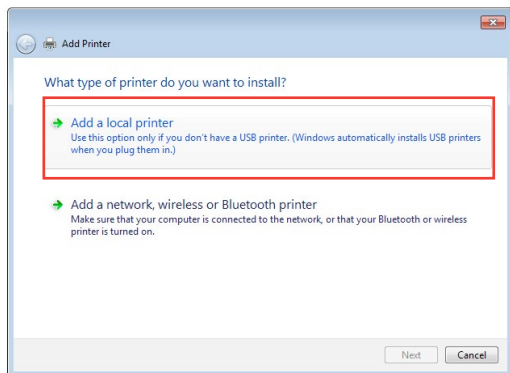 Add Printer
What type of printer do you want to install?
Add a local printer
Use this option only if you don't have a USB printer. (Windows automatically installs USB printers
when you plug them in.)
Add a network, wireless or Bluetooth printer
Make sure that your computer is connected to the network, or that your Bluetooth or wireless
printer is turned on.
Next
Cancel